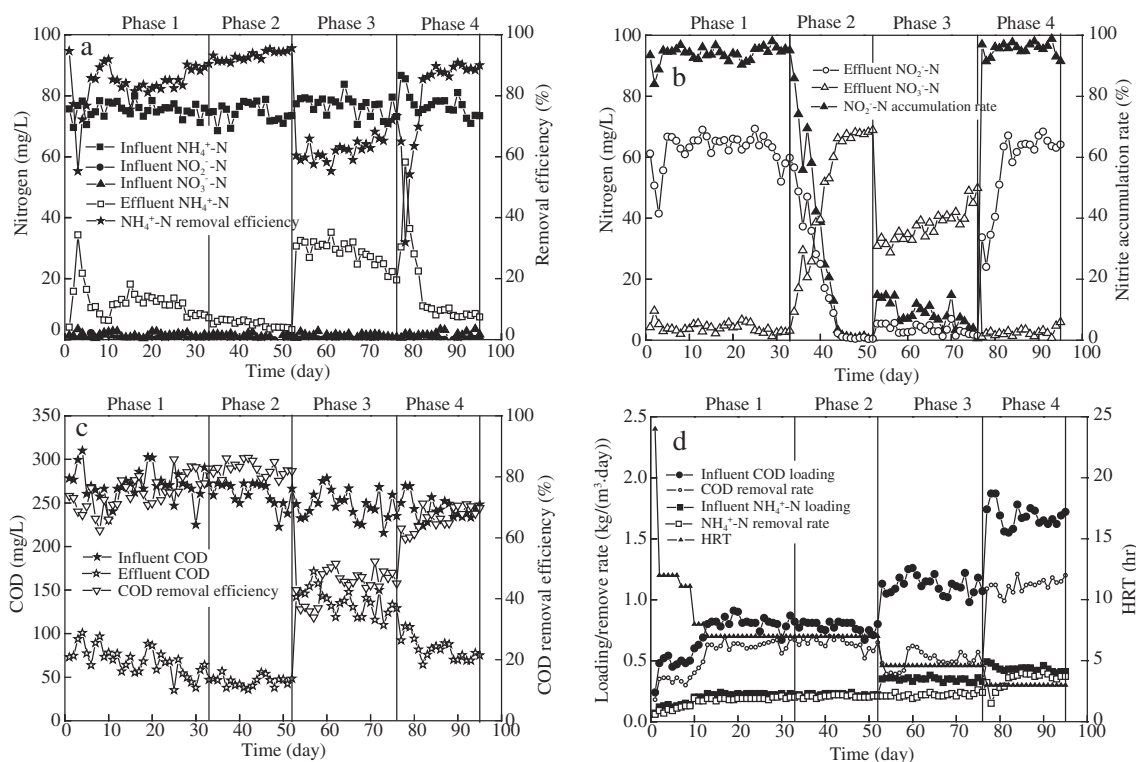 Phase 1 Phase 2 Phase 3 Phase 4
a
100
80
60
40
20
0
Nitrogen (mg/L)
Influent NH₄⁺-N
Influent NO₂⁻-N
Influent NO₃⁻-N
Effluent NH₄⁺-N
NH₄⁺-N removal efficiency
100
80
60
40
20
0
Removal efficiency (%)
0 10 20 30 40 50 60 70 80 90 100
Time (day)
Phase 1 Phase 2 Phase 3 Phase 4
b
100
80
60
40
20
0
Nitrogen (mg/L)
Effluent NO₂⁻-N
Effluent NO₃⁻-N
NO₂⁻-N accumulation rate
100
80
60
40
20
0
Nitrite accumulation rate (%)
0 10 20 30 40 50 60 70 80 90 100
Time (day)
Phase 1 Phase 2 Phase 3 Phase 4
c
350
300
250
200
150
100
50
0
COD (mg/L)
Influent COD
Effluent COD
COD removal efficiency
100
80
60
40
20
0
COD removal efficiency (%)
0 10 20 30 40 50 60 70 80 90 100
Time (day)
Phase 1 Phase 2 Phase 3 Phase 4
d
2.5
2.0
1.5
1.0
0.5
0.0
Loading/remove rate (kg/(m³·day))
Influent COD loading
COD removal rate
Influent NH₄⁺-N loading
NH₄⁺-N removal rate
HRT
25
20
15
10
5
0
HRT (hr)
0 10 20 30 40 50 60 70 80 90 100
Time (day)